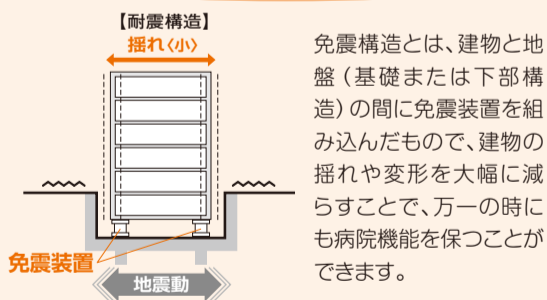 【耐震構造】
揺れ〈小〉
免震装置
地震動
免震構造とは、建物と地
盤（基礎または下部構
造）の間に免震装置を組
み込んだもので、建物の
揺れや変形を大幅に減
らすことで、万一の時に
も病院機能を保つことが
できます。